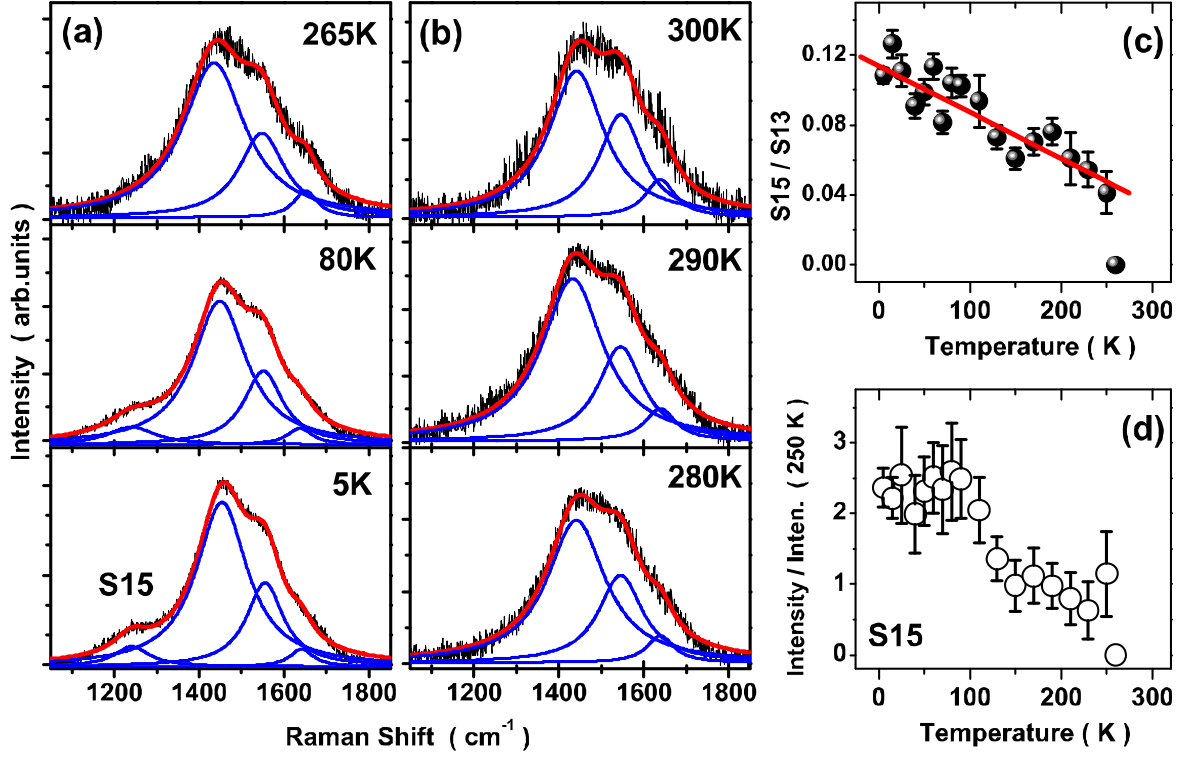 (a)
265K
80K
5K
S15
Intensity ( arb.units)
1200 1400 1600 1800
(b)
300K
290K
280K
1200 1400 1600 1800
Raman Shift ( cm-1 )
(c)
S15 / S13
0.12
0.08
0.04
0.00
0 100 200 300
Temperature ( K )
(d)
Intensity / Inten. ( 250 K )
3
2
1
0
S15
0 100 200 300
Temperature ( K )